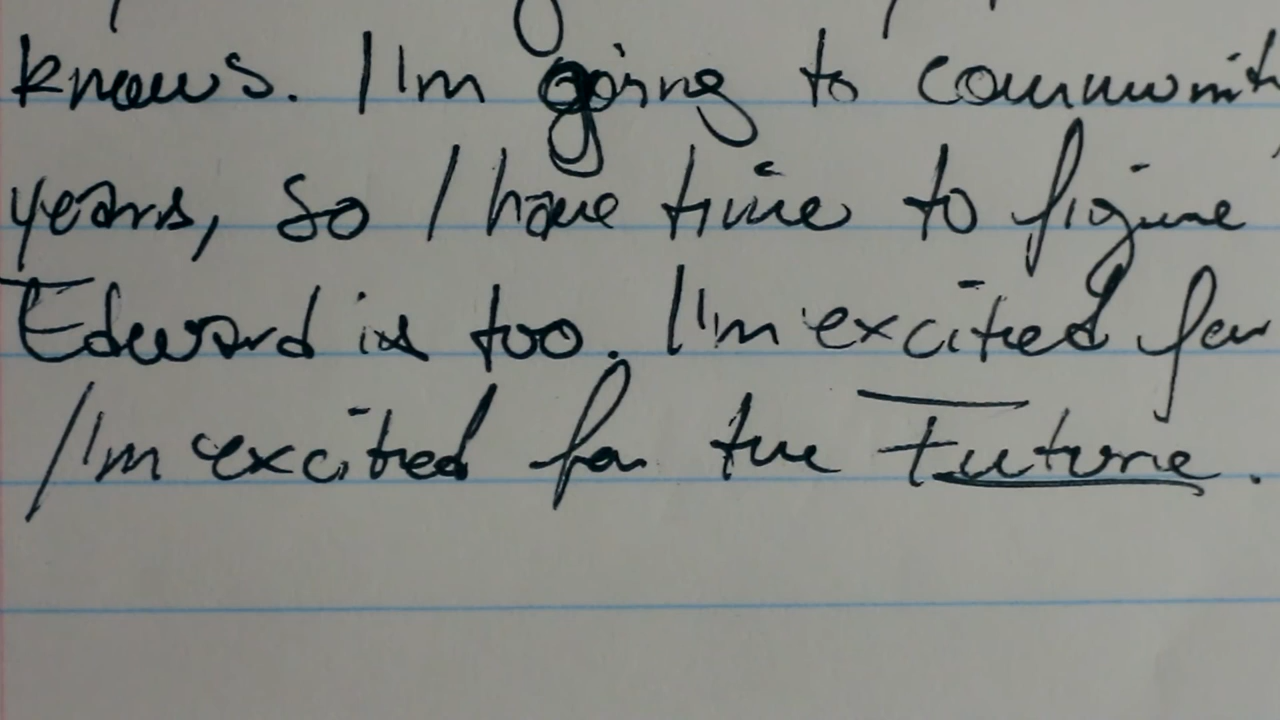 knows. I'm going to communit
years, so I have time to figure
Edward is too. I'm excited for
I'm excited for the Future.